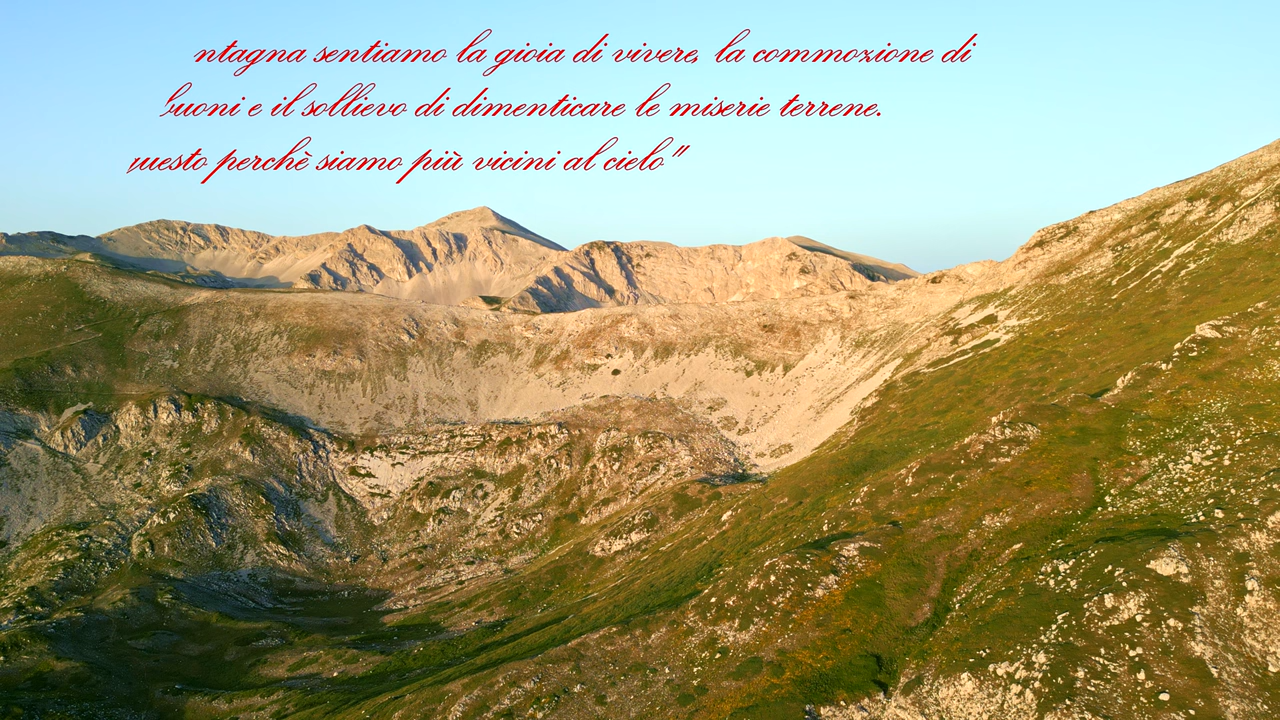 ntagna sentiamo la gioia di vivere, la commozione di
buoni e il sollievo di dimenticare le miserie terrene.
uesto perchè siamo più vicini al cielo"